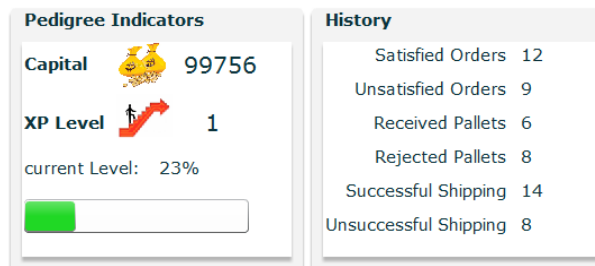 Pedigree Indicators
Capital 99756
XP Level 1
current Level: 23%
History
Satisfied Orders 12
Unsatisfied Orders 9
Received Pallets 6
Rejected Pallets 8
Successful Shipping 14
Unsuccessful Shipping 8